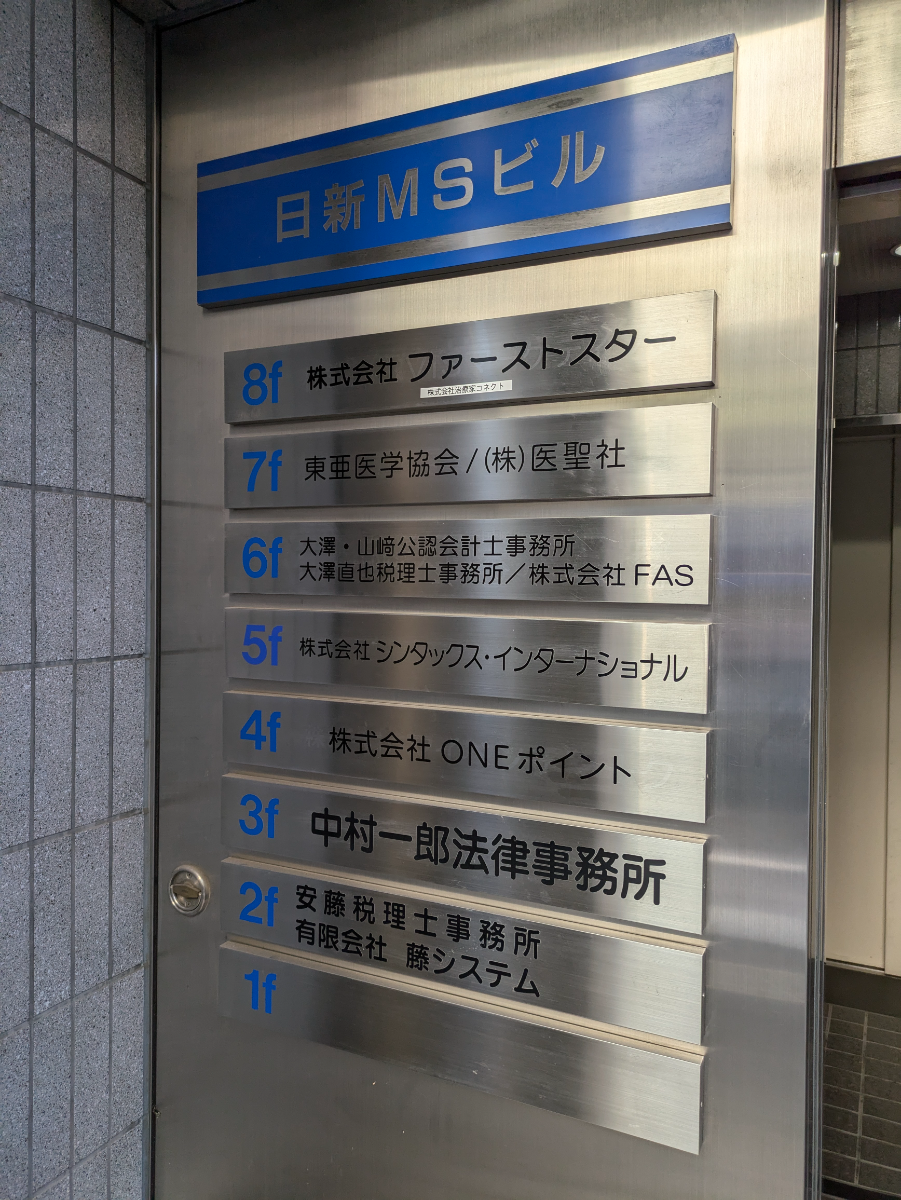 日新MSビル
8f 株式会社 ファーストスター
株式会社治療家コネクト
7f 東亜医学協会/(株)医聖社
6f 大澤・山﨑公認会計士事務所
大澤直也税理士事務所/株式会社FAS
5f 株式会社 シンタックス・インターナショナル
4f 株式会社 ONEポイント
3f 中村一郎法律事務所
2f 安藤税理士事務所
有限会社 藤システム
1f